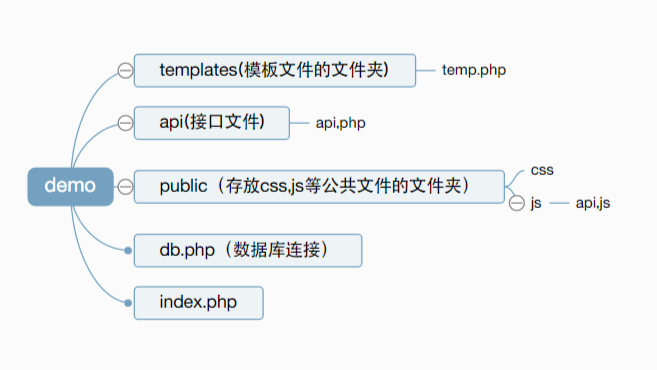 templates(模板文件的文件夹)
temp.php
api(接口文件)
api,php
demo
public（存放css,js等公共文件的文件夹）
css
js
api,js
db.php（数据库连接）
index.php